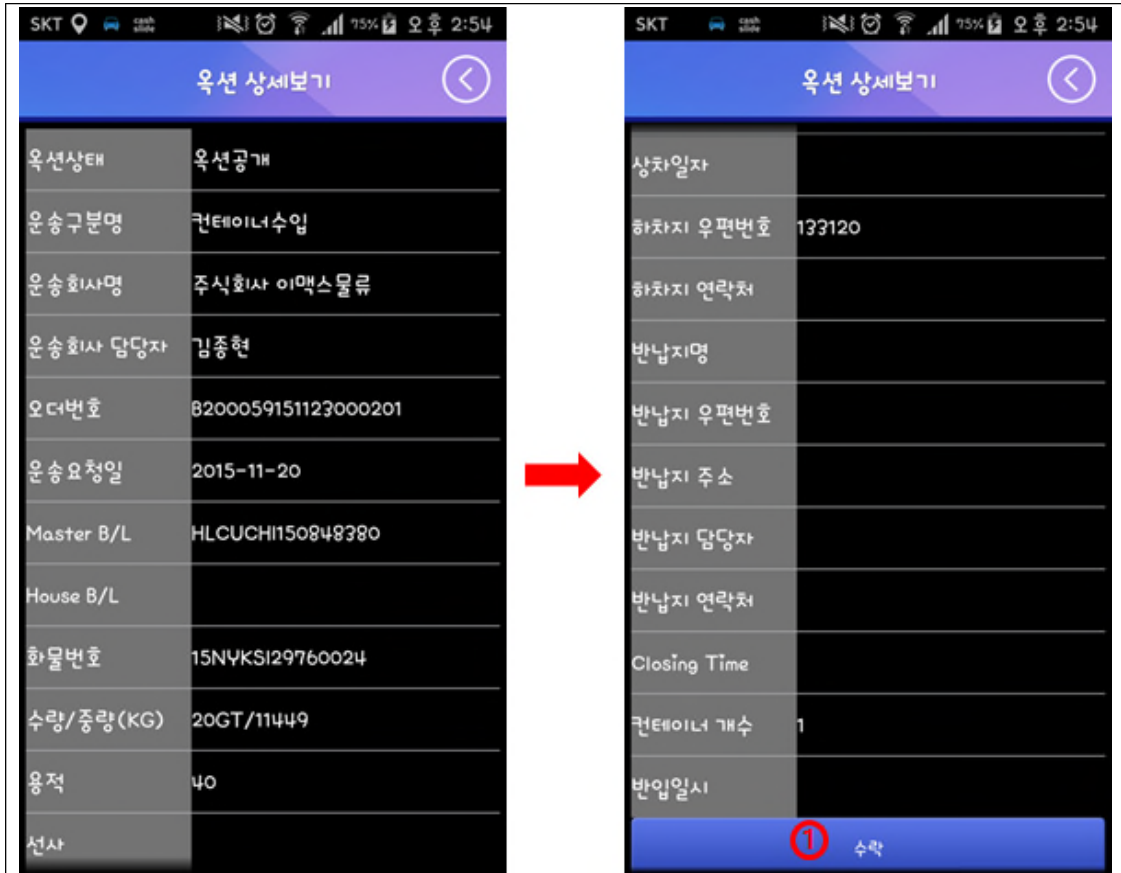 SKT cash slide 75% 오후 2:54
옥션 상세보기
옥션상태 옥션공개
운송구분명 컨테이너수입
운송회사명 주식회사 이맥스물류
운송회사 담당자 김종현
오더번호 B200059151123000201
운송요청일 2015-11-20
Master B/L HLCUCHI150848380
House B/L
화물번호 15NYKSI29760024
수량/중량(KG) 20GT/11449
용적 40
선사
SKT cash slide 75% 오후 2:54
옥션 상세보기
상차일자
하차지 우편번호 133120
하차지 연락처
반납지명
반납지 우편번호
반납지 주소
반납지 담당자
반납지 연락처
Closing Time
컨테이너 개수 1
반입일시
1 수락